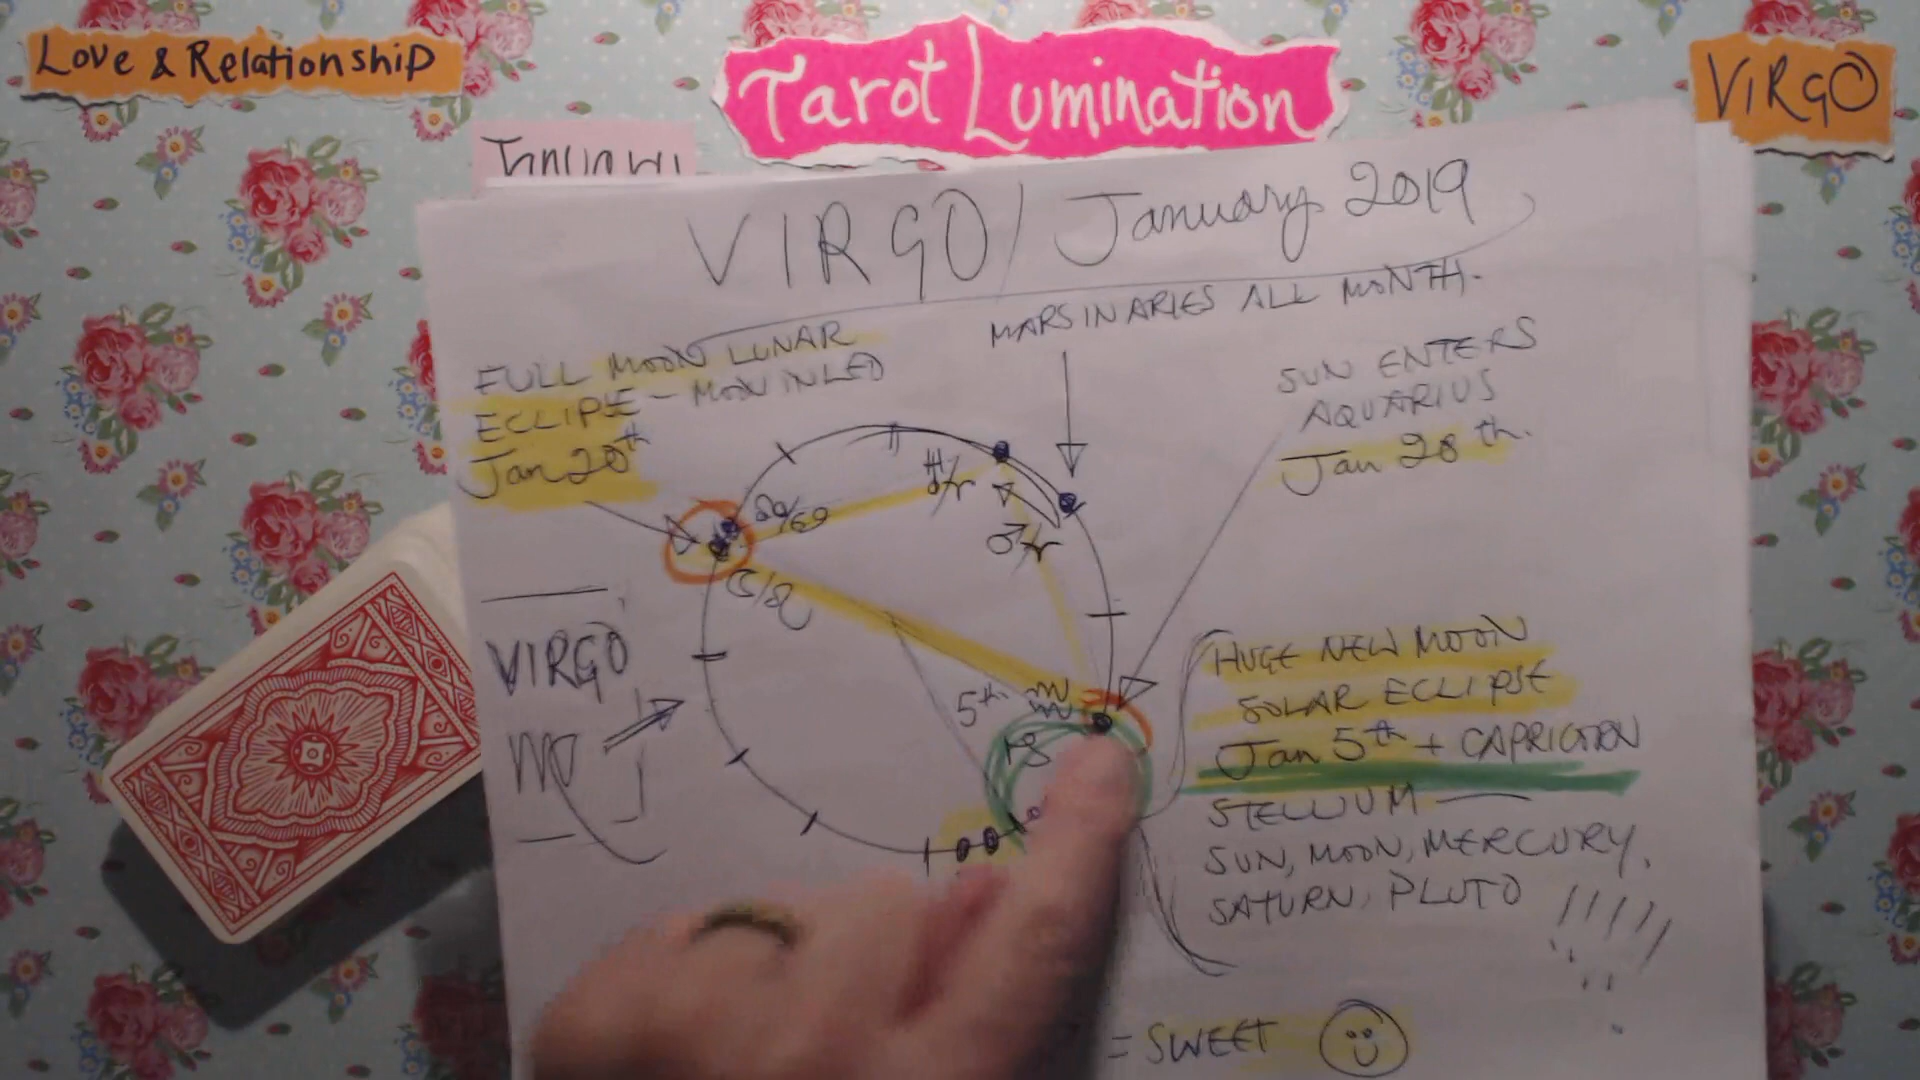 Love & Relationship
Tarot Lumination
VIRGO
January
VIRGO / January 2019
MARS IN ARIES ALL MONTH.
FULL MOON LUNAR
ECLIPSE - MOON IN LEO
Jan 20th
SUN ENTERS
AQUARIUS
Jan 20th.
VIRGO
♍
♌/69
☾/♌
♅/♈
♂/♈
5th
HUGE NEW MOON
SOLAR ECLIPSE
Jan 5th + CAPRICORN
STELLIUM —
SUN, MOON, MERCURY,
SATURN, PLUTO !!!!!
= SWEET